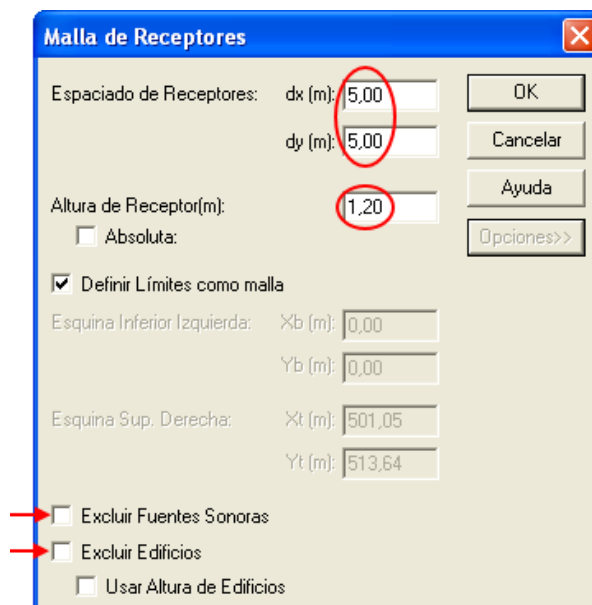 Malla de Receptores
Espaciado de Receptores: dx (m): 5,00 OK
dy (m): 5,00 Cancelar
Ayuda
Altura de Receptor(m): 1,20
Absoluta: Opciones>>
Definir Límites como malla
Esquina Inferior Izquierda: Xb (m): 0,00
Yb (m): 0,00
Esquina Sup. Derecha: Xt (m): 501,05
Yt (m): 513,64
Excluir Fuentes Sonoras
Excluir Edificios
Usar Altura de Edificios